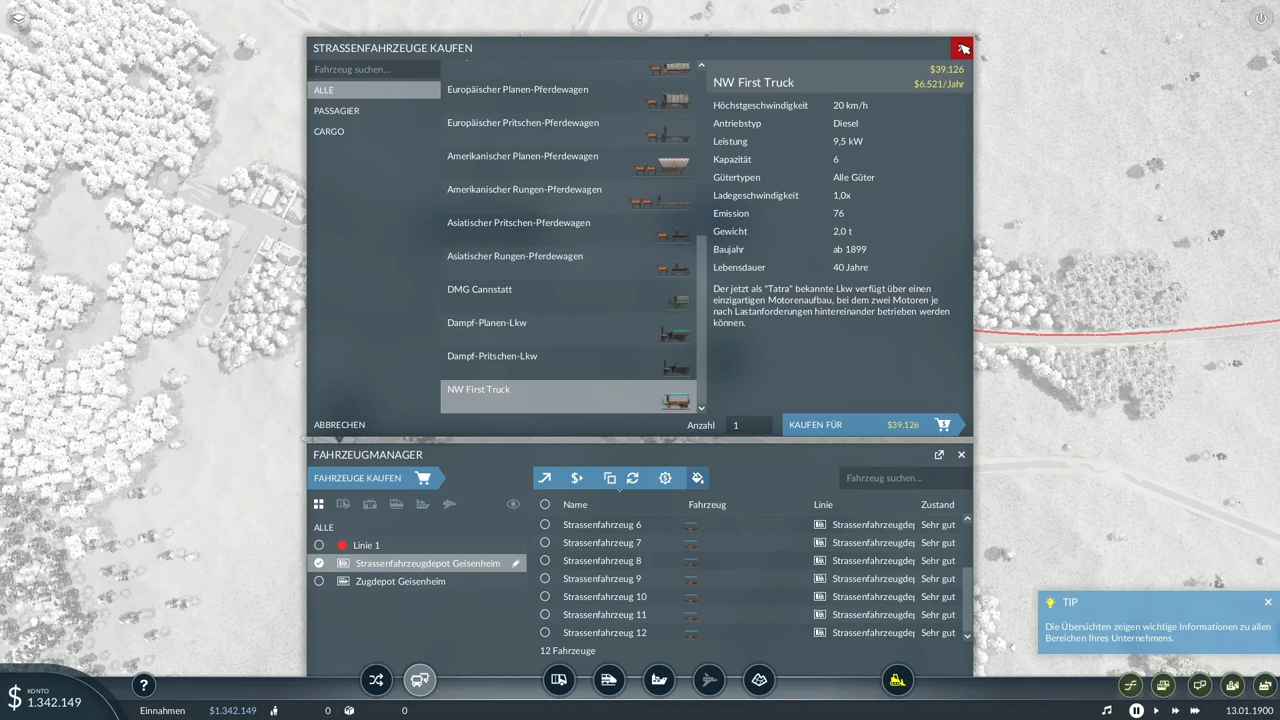 STRASSENFAHRZEUGE KAUFEN
Fahrzeug suchen...
ALLE
PASSAGIER
CARGO
Europäischer Planen-Pferdewagen
Europäischer Pritschen-Pferdewagen
Amerikanischer Planen-Pferdewagen
Amerikanischer Rungen-Pferdewagen
Asiatischer Pritschen-Pferdewagen
Asiatischer Rungen-Pferdewagen
DMG Cannstatt
Dampf-Planen-Lkw
Dampf-Pritschen-Lkw
NW First Truck
$39.126
NW First Truck
$6.521/Jahr
Höchstgeschwindigkeit 20 km/h
Antriebstyp Diesel
Leistung 9,5 kW
Kapazität 6
Gütertypen Alle Güter
Ladegeschwindigkeit 1,0x
Emission 76
Gewicht 2,0 t
Baujahr ab 1899
Lebensdauer 40 Jahre
Der jetzt als "Tatra" bekannte Lkw verfügt über einen
einzigartigen Motorenaufbau, bei dem zwei Motoren je
nach Lastanforderungen hintereinander betrieben werden
können.
ABBRECHEN
Anzahl 1
KAUFEN FÜR $39.126
FAHRZEUGMANAGER
FAHRZEUGE KAUFEN
Fahrzeug suchen...
ALLE
Linie 1
Strassenfahrzeugdepot Geisenheim
Zugdepot Geisenheim
Name Fahrzeug Linie Zustand
Strassenfahrzeug 6 Strassenfahrzeugdep Sehr gut
Strassenfahrzeug 7 Strassenfahrzeugdep Sehr gut
Strassenfahrzeug 8 Strassenfahrzeugdep Sehr gut
Strassenfahrzeug 9 Strassenfahrzeugdep Sehr gut
Strassenfahrzeug 10 Strassenfahrzeugdep Sehr gut
Strassenfahrzeug 11 Strassenfahrzeugdep Sehr gut
Strassenfahrzeug 12 Strassenfahrzeugdep Sehr gut
12 Fahrzeuge
TIP
Die Übersichten zeigen wichtige Informationen zu allen
Bereichen Ihres Unternehmens.
KONTO
$ 1.342.149
?
Einnahmen $1.342.149 0 0
13.01.1900